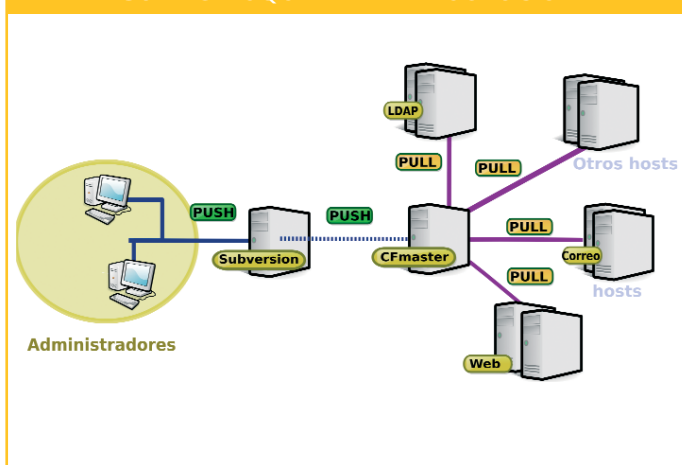 LDAP
PULL
PULL
Otros hosts
PUSH
PUSH
PULL
Subversion
CFmaster
Correo
PULL
hosts
Administradores
Web